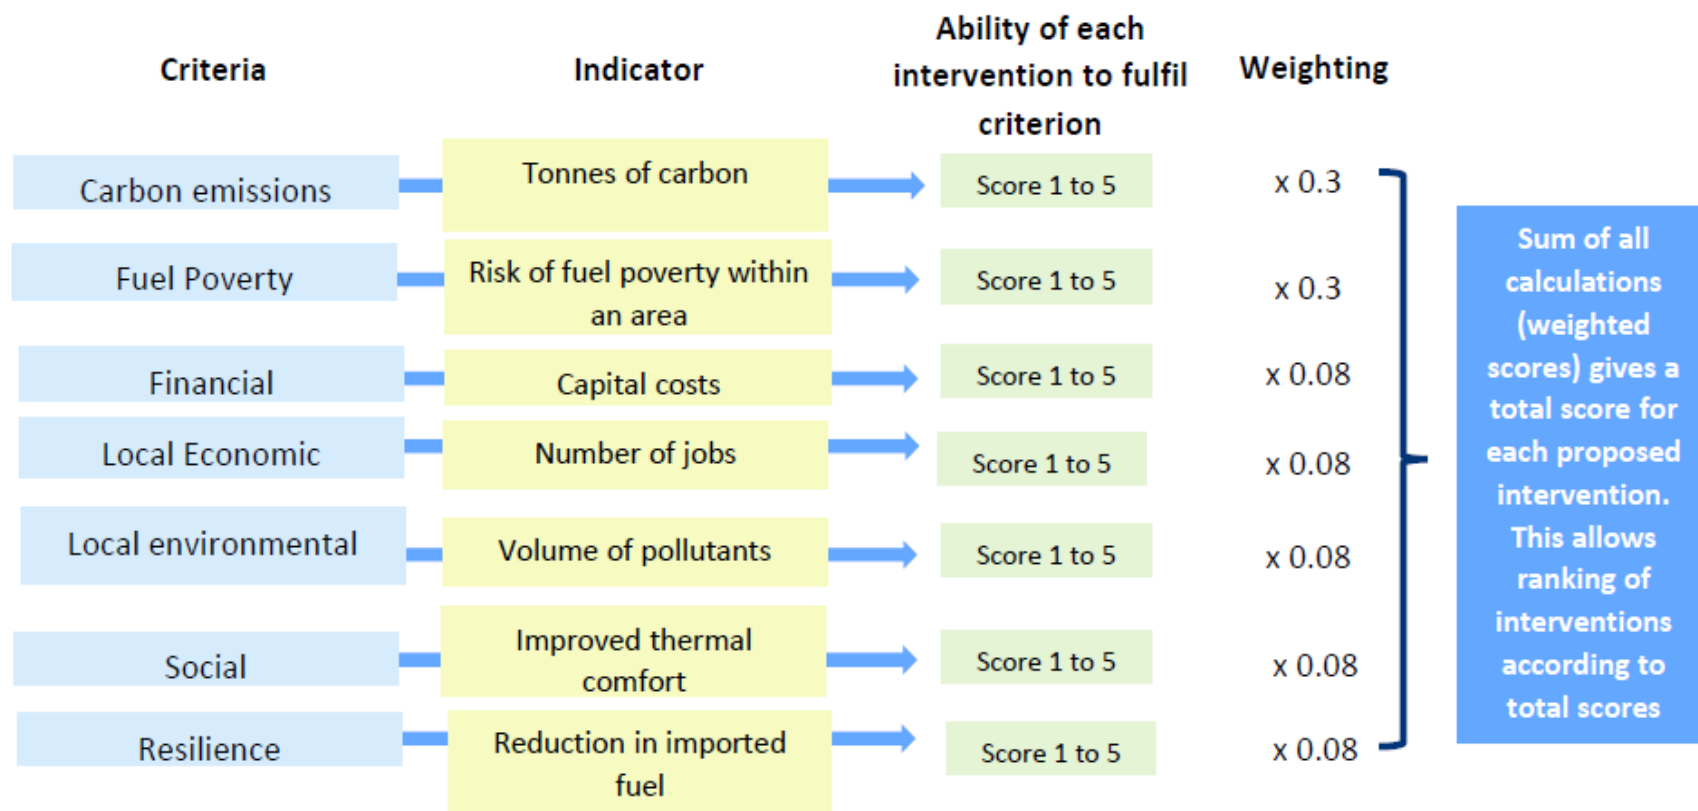 Criteria
Indicator
Ability of each
intervention to fulfil
criterion
Weighting
Carbon emissions
Tonnes of carbon
Score 1 to 5
x 0.3
Fuel Poverty
Risk of fuel poverty within
an area
Score 1 to 5
x 0.3
Financial
Capital costs
Score 1 to 5
x 0.08
Local Economic
Number of jobs
Score 1 to 5
x 0.08
Local environmental
Volume of pollutants
Score 1 to 5
x 0.08
Social
Improved thermal
comfort
Score 1 to 5
x 0.08
Resilience
Reduction in imported
fuel
Score 1 to 5
x 0.08
Sum of all
calculations
(weighted
scores) gives a
total score for
each proposed
intervention.
This allows
ranking of
interventions
according to
total scores